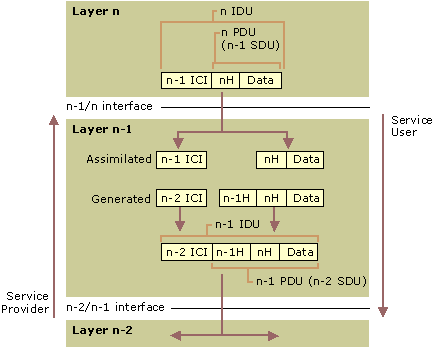 Layer n
n IDU
n PDU
(n-1 SDU)
n-1 ICI nH Data
n-1/n interface
Service
User
Layer n-1
Assimilated n-1 ICI nH Data
Generated n-2 ICI n-1H nH Data
n-1 IDU
n-2 ICI n-1H nH Data
n-1 PDU (n-2 SDU)
Service
Provider
n-2/n-1 interface
Layer n-2